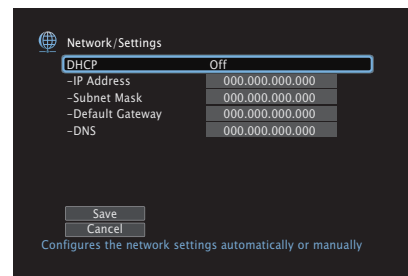 Network/Settings
DHCP Off
–IP Address 000.000.000.000
–Subnet Mask 000.000.000.000
–Default Gateway 000.000.000.000
–DNS 000.000.000.000
Save
Cancel
Configures the network settings automatically or manually